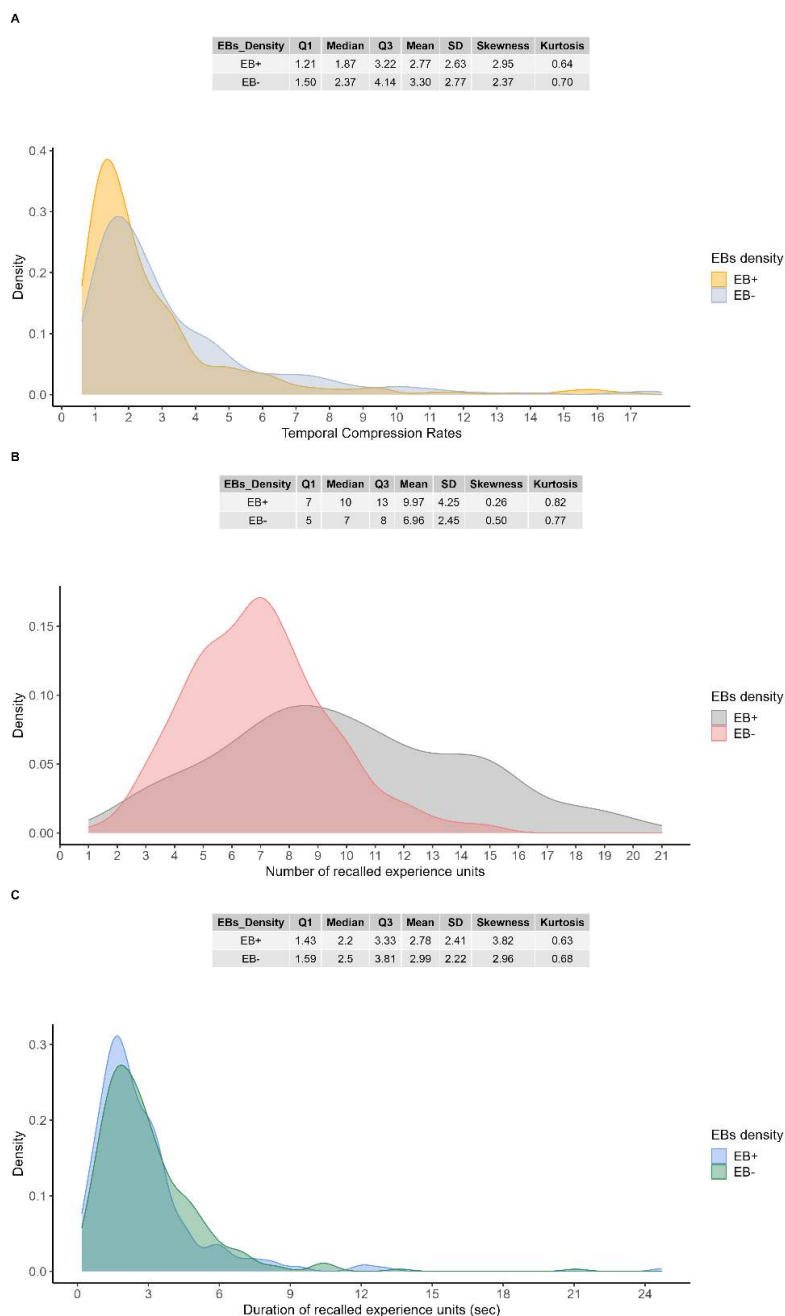 A
EBs_Density Q1 Median Q3 Mean SD Skewness Kurtosis
EB+ 1.21 1.87 3.22 2.77 2.63 2.95 0.64
EB- 1.50 2.37 4.14 3.30 2.77 2.37 0.70
0.4
0.3
0.2
0.1
0.0
Density
0 1 2 3 4 5 6 7 8 9 10 11 12 13 14 15 16 17
Temporal Compression Rates
EBs density
EB+
EB-
B
EBs_Density Q1 Median Q3 Mean SD Skewness Kurtosis
EB+ 7 10 13 9.97 4.25 0.26 0.82
EB- 5 7 8 6.96 2.45 0.50 0.77
0.15
0.10
0.05
0.00
Density
0 1 2 3 4 5 6 7 8 9 10 11 12 13 14 15 16 17 18 19 20 21
Number of recalled experience units
EBs density
EB+
EB-
C
EBs_Density Q1 Median Q3 Mean SD Skewness Kurtosis
EB+ 1.43 2.2 3.33 2.78 2.41 3.82 0.63
EB- 1.59 2.5 3.81 2.99 2.22 2.96 0.68
0.3
0.2
0.1
0.0
Density
0 3 6 9 12 15 18 21 24
Duration of recalled experience units (sec)
EBs density
EB+
EB-